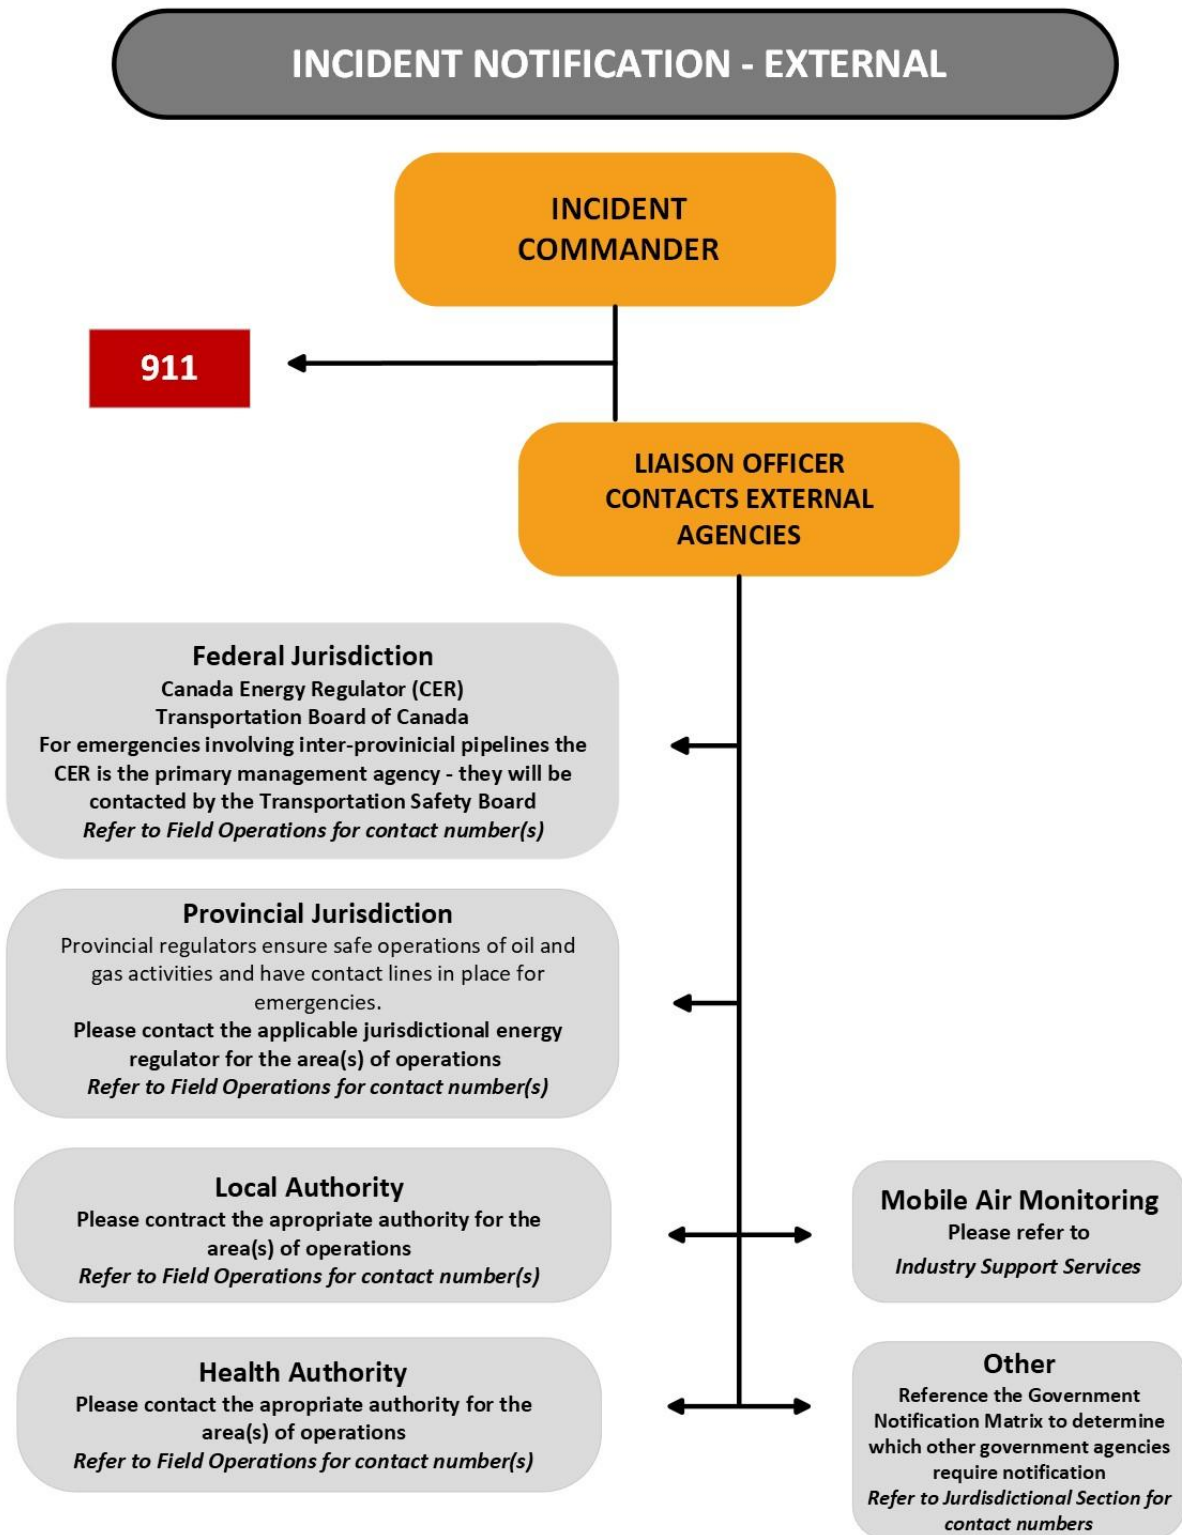 INCIDENT NOTIFICATION - EXTERNAL
INCIDENT
COMMANDER
911
LIAISON OFFICER
CONTACTS EXTERNAL
AGENCIES
Federal Jurisdiction
Canada Energy Regulator (CER)
Transportation Board of Canada
For emergencies involving inter-provinicial pipelines the
CER is the primary management agency - they will be
contacted by the Transportation Safety Board
Refer to Field Operations for contact number(s)
Provincial Jurisdiction
Provincial regulators ensure safe operations of oil and
gas activities and have contact lines in place for
emergencies.
Please contact the applicable jurisdictional energy
regulator for the area(s) of operations
Refer to Field Operations for contact number(s)
Local Authority
Please contract the apropriate authority for the
area(s) of operations
Refer to Field Operations for contact number(s)
Mobile Air Monitoring
Please refer to
Industry Support Services
Health Authority
Please contact the apropriate authority for the
area(s) of operations
Refer to Field Operations for contact number(s)
Other
Reference the Government
Notification Matrix to determine
which other government agencies
require notification
Refer to Jurdisdictional Section for
contact numbers